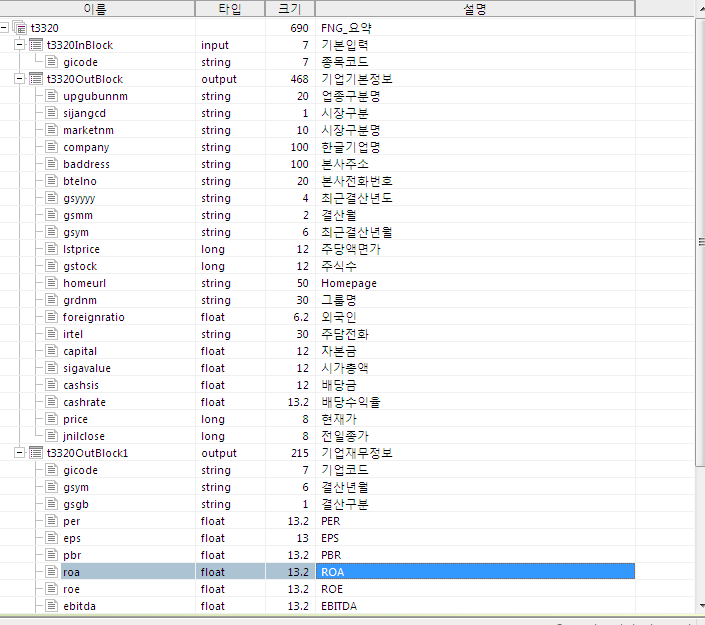 이름 타입 크기 설명
t3320 690 FNG_요약
t3320InBlock input 7 기본입력
gicode string 7 종목코드
t3320OutBlock output 468 기업기본정보
upgubunnm string 20 업종구분명
sijangcd string 1 시장구분
marketnm string 10 시장구분명
company string 100 한글기업명
baddress string 100 본사주소
btelno string 20 본사전화번호
gsyyyy string 4 최근결산년도
gsmm string 2 결산월
gsym string 6 최근결산년월
lstprice long 12 주당액면가
gstock long 12 주식수
homeurl string 50 Homepage
grdnm string 30 그룹명
foreignratio float 6.2 외국인
irtel string 30 주담전화
capital float 12 자본금
sigavalue float 12 시가총액
cashsis float 12 배당금
cashrate float 13.2 배당수익율
price long 8 현재가
jnilclose long 8 전일종가
t3320OutBlock1 output 215 기업재무정보
gicode string 7 기업코드
gsym string 6 결산년월
gsgb string 1 결산구분
per float 13.2 PER
eps float 13 EPS
pbr float 13.2 PBR
roa float 13.2 ROA
roe float 13.2 ROE
ebitda float 13.2 EBITDA